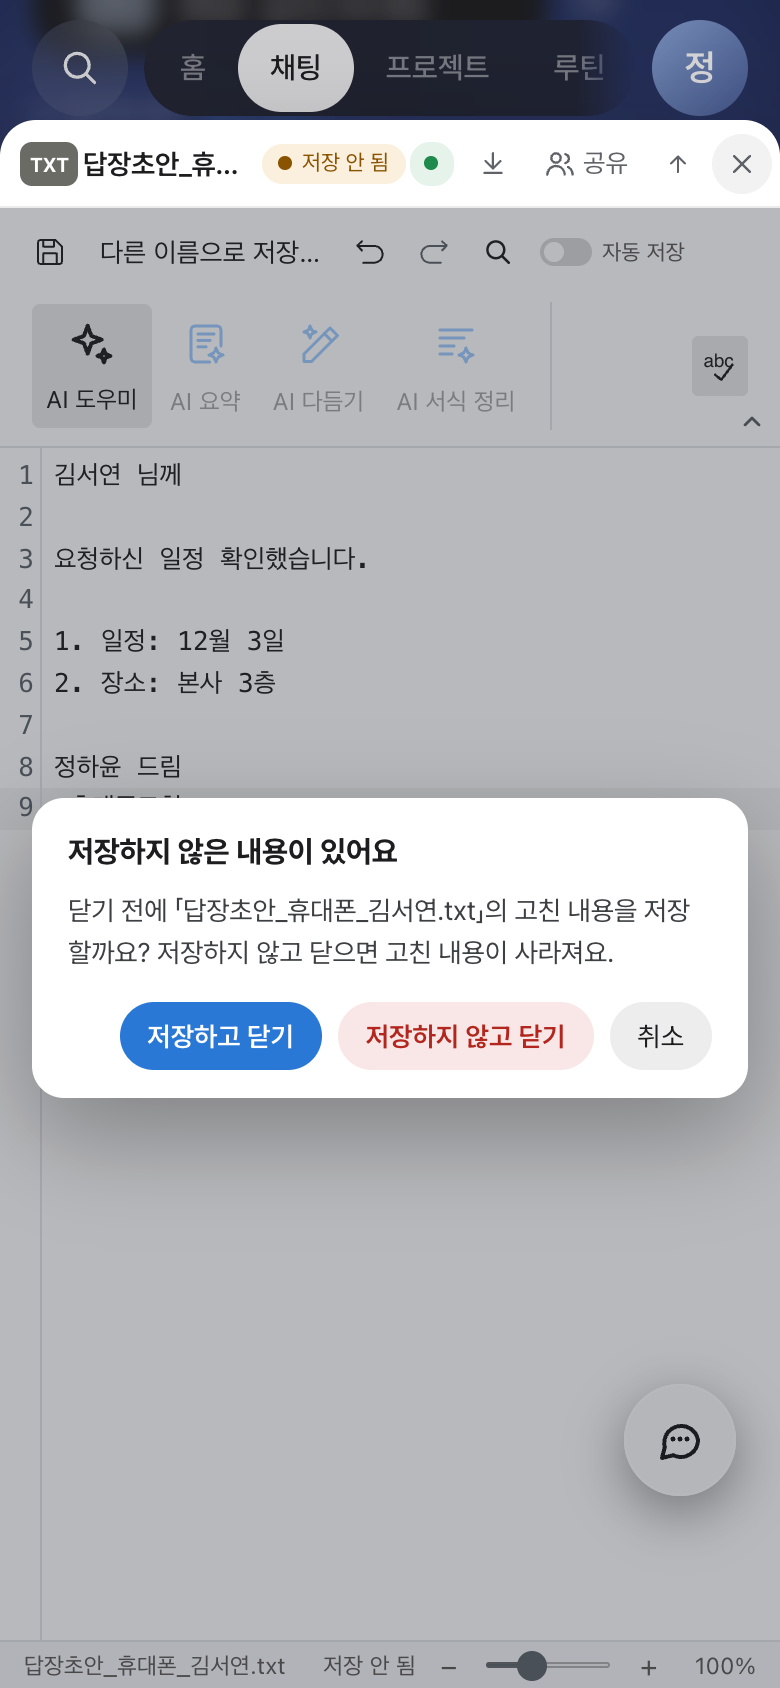 홈 채팅 프로젝트 루틴 정
TXT 답장초안_휴... 저장 안 됨 공유
다른 이름으로 저장... 자동 저장
AI 도우미 AI 요약 AI 다듬기 AI 서식 정리 abc
1 김서연 님께
2
3 요청하신 일정 확인했습니다.
4
5 1. 일정: 12월 3일
6 2. 장소: 본사 3층
7
8 정하윤 드림
9
저장하지 않은 내용이 있어요
닫기 전에 「답장초안_휴대폰_김서연.txt」의 고친 내용을 저장
할까요? 저장하지 않고 닫으면 고친 내용이 사라져요.
저장하고 닫기 저장하지 않고 닫기 취소
답장초안_휴대폰_김서연.txt 저장 안 됨 − + 100%